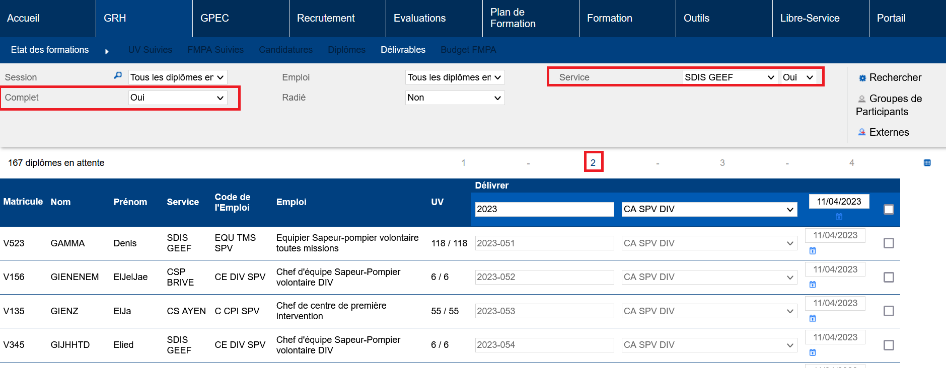 Accueil GRH GPEC Recrutement Evaluations Plan de Formation Formation Outils Libre-Service Portail
Etat des formations UV Suivies FMPA Suivies Candidatures Diplômes Délivrables Budget FMPA
Session Tous les diplômes en Emploi Tous les diplômes en Service SDIS GEEF Oui Rechercher
Complet Oui Radié Non Groupes de Participants
Externes
167 diplômes en attente 1 - 2 - 3 - 4
Délivrer
Matricule Nom Prénom Service Code de l'Emploi Emploi UV 2023 CA SPV DIV 11/04/2023
V523 GAMMA Denis SDIS GEEF EQU TMS SPV Equipier Sapeur-pompier volontaire toutes missions 118 / 118 2023-051 CA SPV DIV 11/04/2023
V156 GIENENEM ElJelJae CSP BRIVE CE DIV SPV Chef d'équipe Sapeur-Pompier volontaire DIV 6 / 6 2023-052 CA SPV DIV 11/04/2023
V135 GIENZ ElJa CS AYEN C CPI SPV Chef de centre de première intervention 55 / 55 2023-053 CA SPV DIV 11/04/2023
V345 GIJHHTD Elied SDIS GEEF CE DIV SPV Chef d'équipe Sapeur-Pompier volontaire DIV 6 / 6 2023-054 CA SPV DIV 11/04/2023